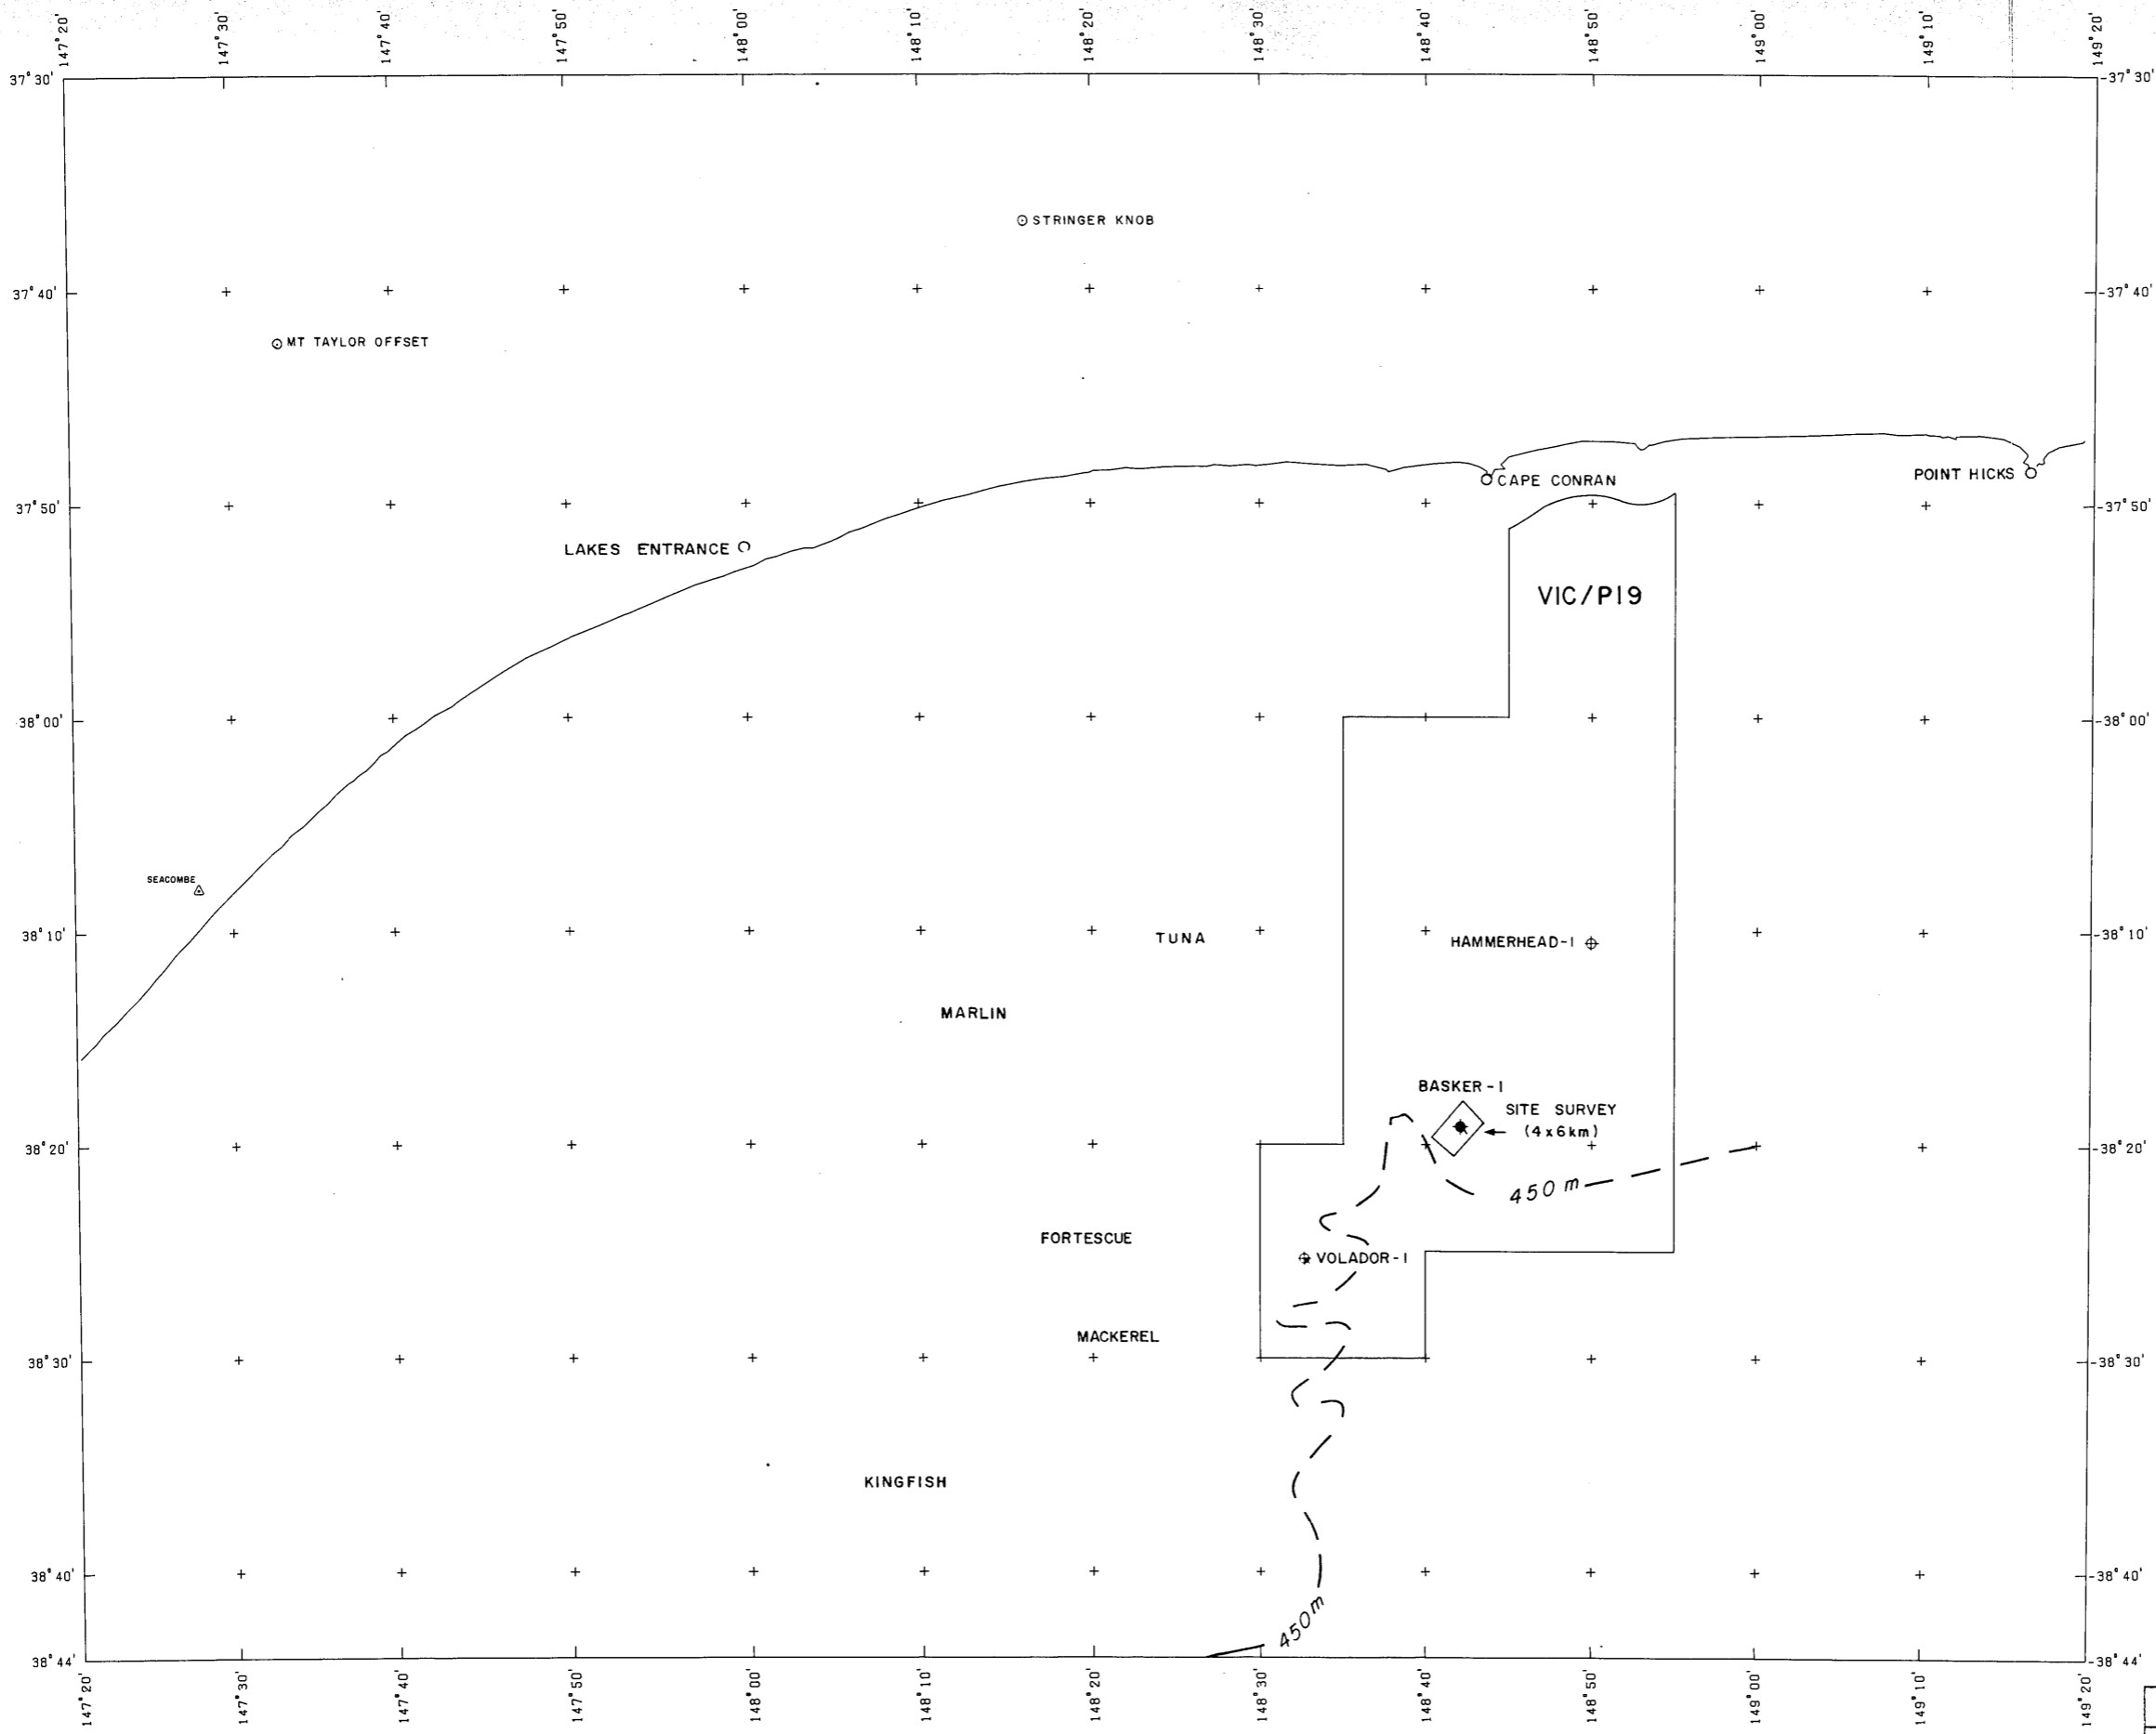 147°20' 147°30' 147°40' 147°50' 148°00' 148°10' 148°20' 148°30' 148°40' 148°50' 149°00' 149°10' 149°20'
37°30' 37°30'
STRINGER KNOB
37°40' 37°40'
MT TAYLOR OFFSET
CAPE CONRAN
POINT HICKS
37°50' 37°50'
LAKES ENTRANCE
VIC/P19
38°00' 38°00'
SEACOMBE
38°10' 38°10'
TUNA
HAMMERHEAD-1
MARLIN
BASKER-1
SITE SURVEY
(4x6km)
38°20' 38°20'
450m
FORTESCUE
VOLADOR-1
MACKEREL
38°30' 38°30'
KINGFISH
38°40' 38°40'
450m
38°44' 38°44'
147°20' 147°30' 147°40' 147°50' 148°00' 148°10' 148°20' 148°30' 148°40' 148°50' 149°00' 149°10' 149°20'